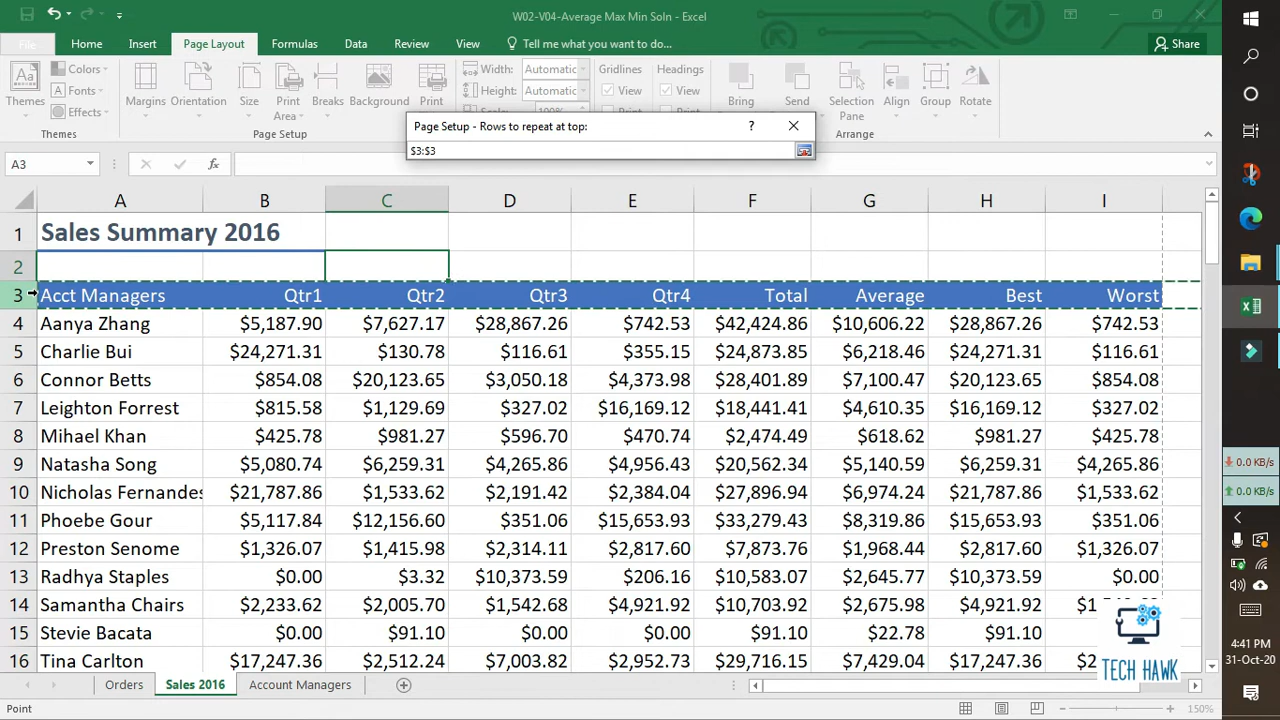 W02-V04-Average Max Min Soln - Excel
File Home Insert Page Layout Formulas Data Review View Tell me what you want to do... Share
Themes
Colors
Fonts
Effects
Margins Orientation Size Print Area Breaks Background Print
Width: Automatic
Height: Automatic
100%
Gridlines Headings
View View
Bring Send Selection Pane Align Group Rotate
Themes Page Setup Arrange
Page Setup - Rows to repeat at top: ?
$3:$3
A3 fx
A B C D E F G H I
1 Sales Summary 2016
2
3 Acct Managers Qtr1 Qtr2 Qtr3 Qtr4 Total Average Best Worst
4 Aanya Zhang $5,187.90 $7,627.17 $28,867.26 $742.53 $42,424.86 $10,606.22 $28,867.26 $742.53
5 Charlie Bui $24,271.31 $130.78 $116.61 $355.15 $24,873.85 $6,218.46 $24,271.31 $116.61
6 Connor Betts $854.08 $20,123.65 $3,050.18 $4,373.98 $28,401.89 $7,100.47 $20,123.65 $854.08
7 Leighton Forrest $815.58 $1,129.69 $327.02 $16,169.12 $18,441.41 $4,610.35 $16,169.12 $327.02
8 Mihael Khan $425.78 $981.27 $596.70 $470.74 $2,474.49 $618.62 $981.27 $425.78
9 Natasha Song $5,080.74 $6,259.31 $4,265.86 $4,956.43 $20,562.34 $5,140.59 $6,259.31 $4,265.86
10 Nicholas Fernandes $21,787.86 $1,533.62 $2,191.42 $2,384.04 $27,896.94 $6,974.24 $21,787.86 $1,533.62
11 Phoebe Gour $5,117.84 $12,156.60 $351.06 $15,653.93 $33,279.43 $8,319.86 $15,653.93 $351.06
12 Preston Senome $1,326.07 $1,415.98 $2,314.11 $2,817.60 $7,873.76 $1,968.44 $2,817.60 $1,326.07
13 Radhya Staples $0.00 $3.32 $10,373.59 $206.16 $10,583.07 $2,645.77 $10,373.59 $0.00
14 Samantha Chairs $2,233.62 $2,005.70 $1,542.68 $4,921.92 $10,703.92 $2,675.98 $4,921.92
15 Stevie Bacata $0.00 $91.10 $0.00 $0.00 $91.10 $22.78 $91.10
16 Tina Carlton $17,247.36 $2,512.24 $7,003.82 $2,952.73 $29,716.15 $7,429.04 $17,247.36
TECH HAWK
Orders Sales 2016 Account Managers
Point 150%
0.0 KB/s
0.0 KB/s
4:41 PM
31-Oct-20